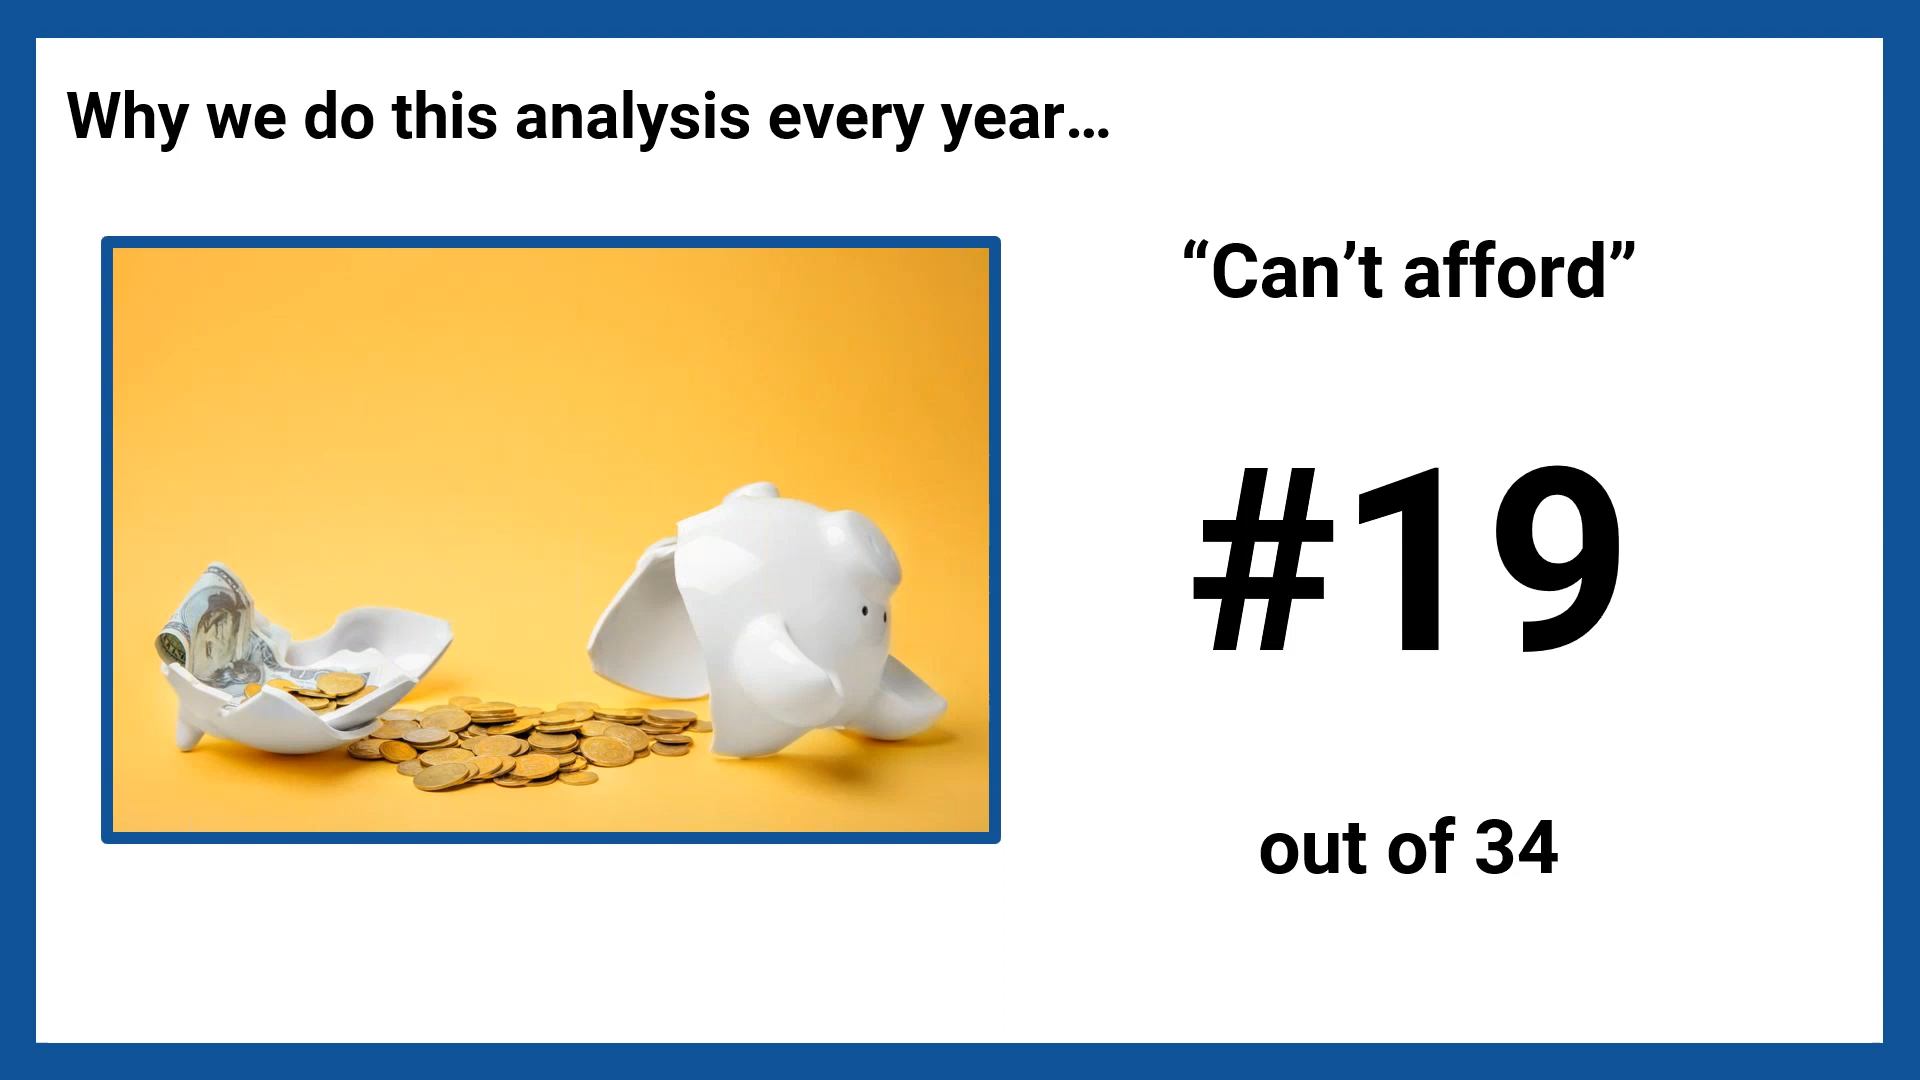 Why we do this analysis every year…
“Can’t afford”
#19
out of 34